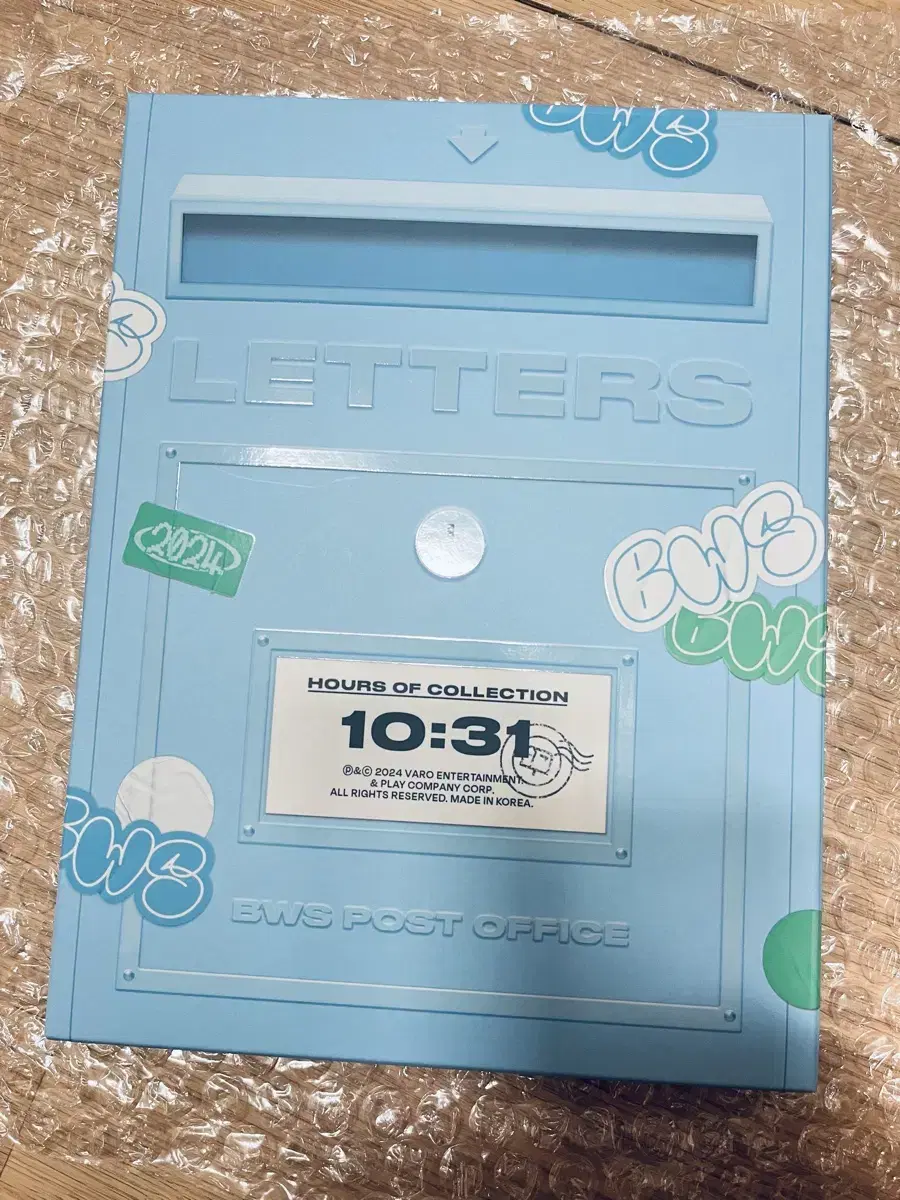 BWS
LETTERS
2024
BWS
BWS
HOURS OF COLLECTION
10:31
Ⓟ&© 2024 VARO ENTERTAINMENT.
& PLAY COMPANY CORP.
ALL RIGHTS RESERVED. MADE IN KOREA.
BWS
BWS POST OFFICE